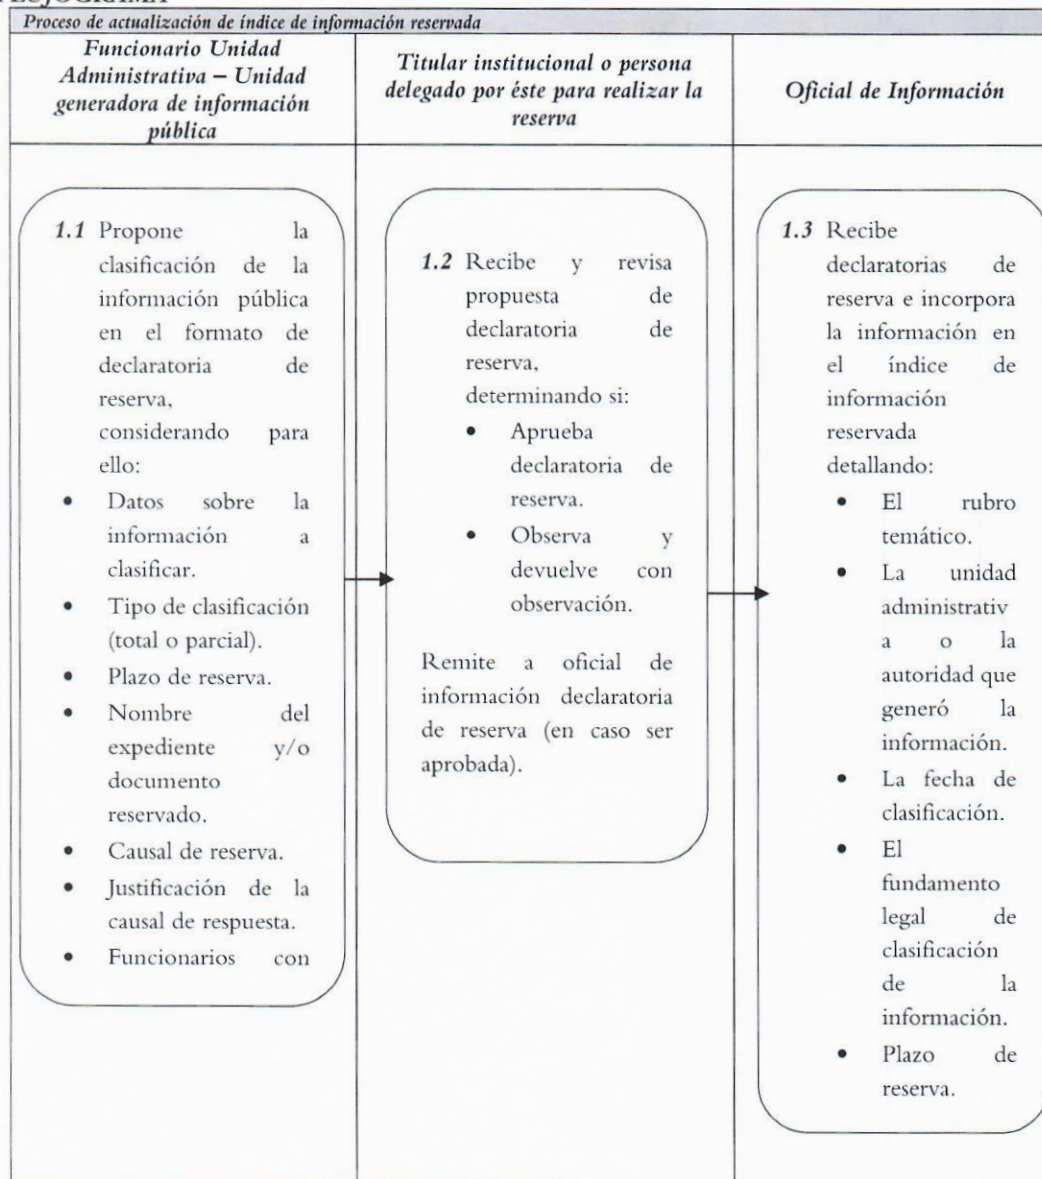 FLUJOGRAMA
Proceso de actualización de índice de información reservada
Funcionario Unidad
Administrativa – Unidad
generadora de información
pública
Titular institucional o persona
delegado por éste para realizar la
reserva
Oficial de Información
1.1 Propone la
clasificación de la
información pública
en el formato de
declaratoria de
reserva,
considerando para
ello:
• Datos sobre la
información a
clasificar.
• Tipo de clasificación
(total o parcial).
• Plazo de reserva.
• Nombre del
expediente y/o
documento
reservado.
• Causal de reserva.
• Justificación de la
causal de respuesta.
• Funcionarios con
1.2 Recibe y revisa
propuesta de
declaratoria de
reserva,
determinando si:
• Aprueba
declaratoria de
reserva.
• Observa y
devuelve con
observación.
Remite a oficial de
información declaratoria
de reserva (en caso ser
aprobada).
1.3 Recibe
declaratorias de
reserva e incorpora
la información en
el índice de
información
reservada
detallando:
• El rubro
temático.
• La unidad
administrativ
a o la
autoridad que
generó la
información.
• La fecha de
clasificación.
• El
fundamento
legal de
clasificación
de la
información.
• Plazo de
reserva.